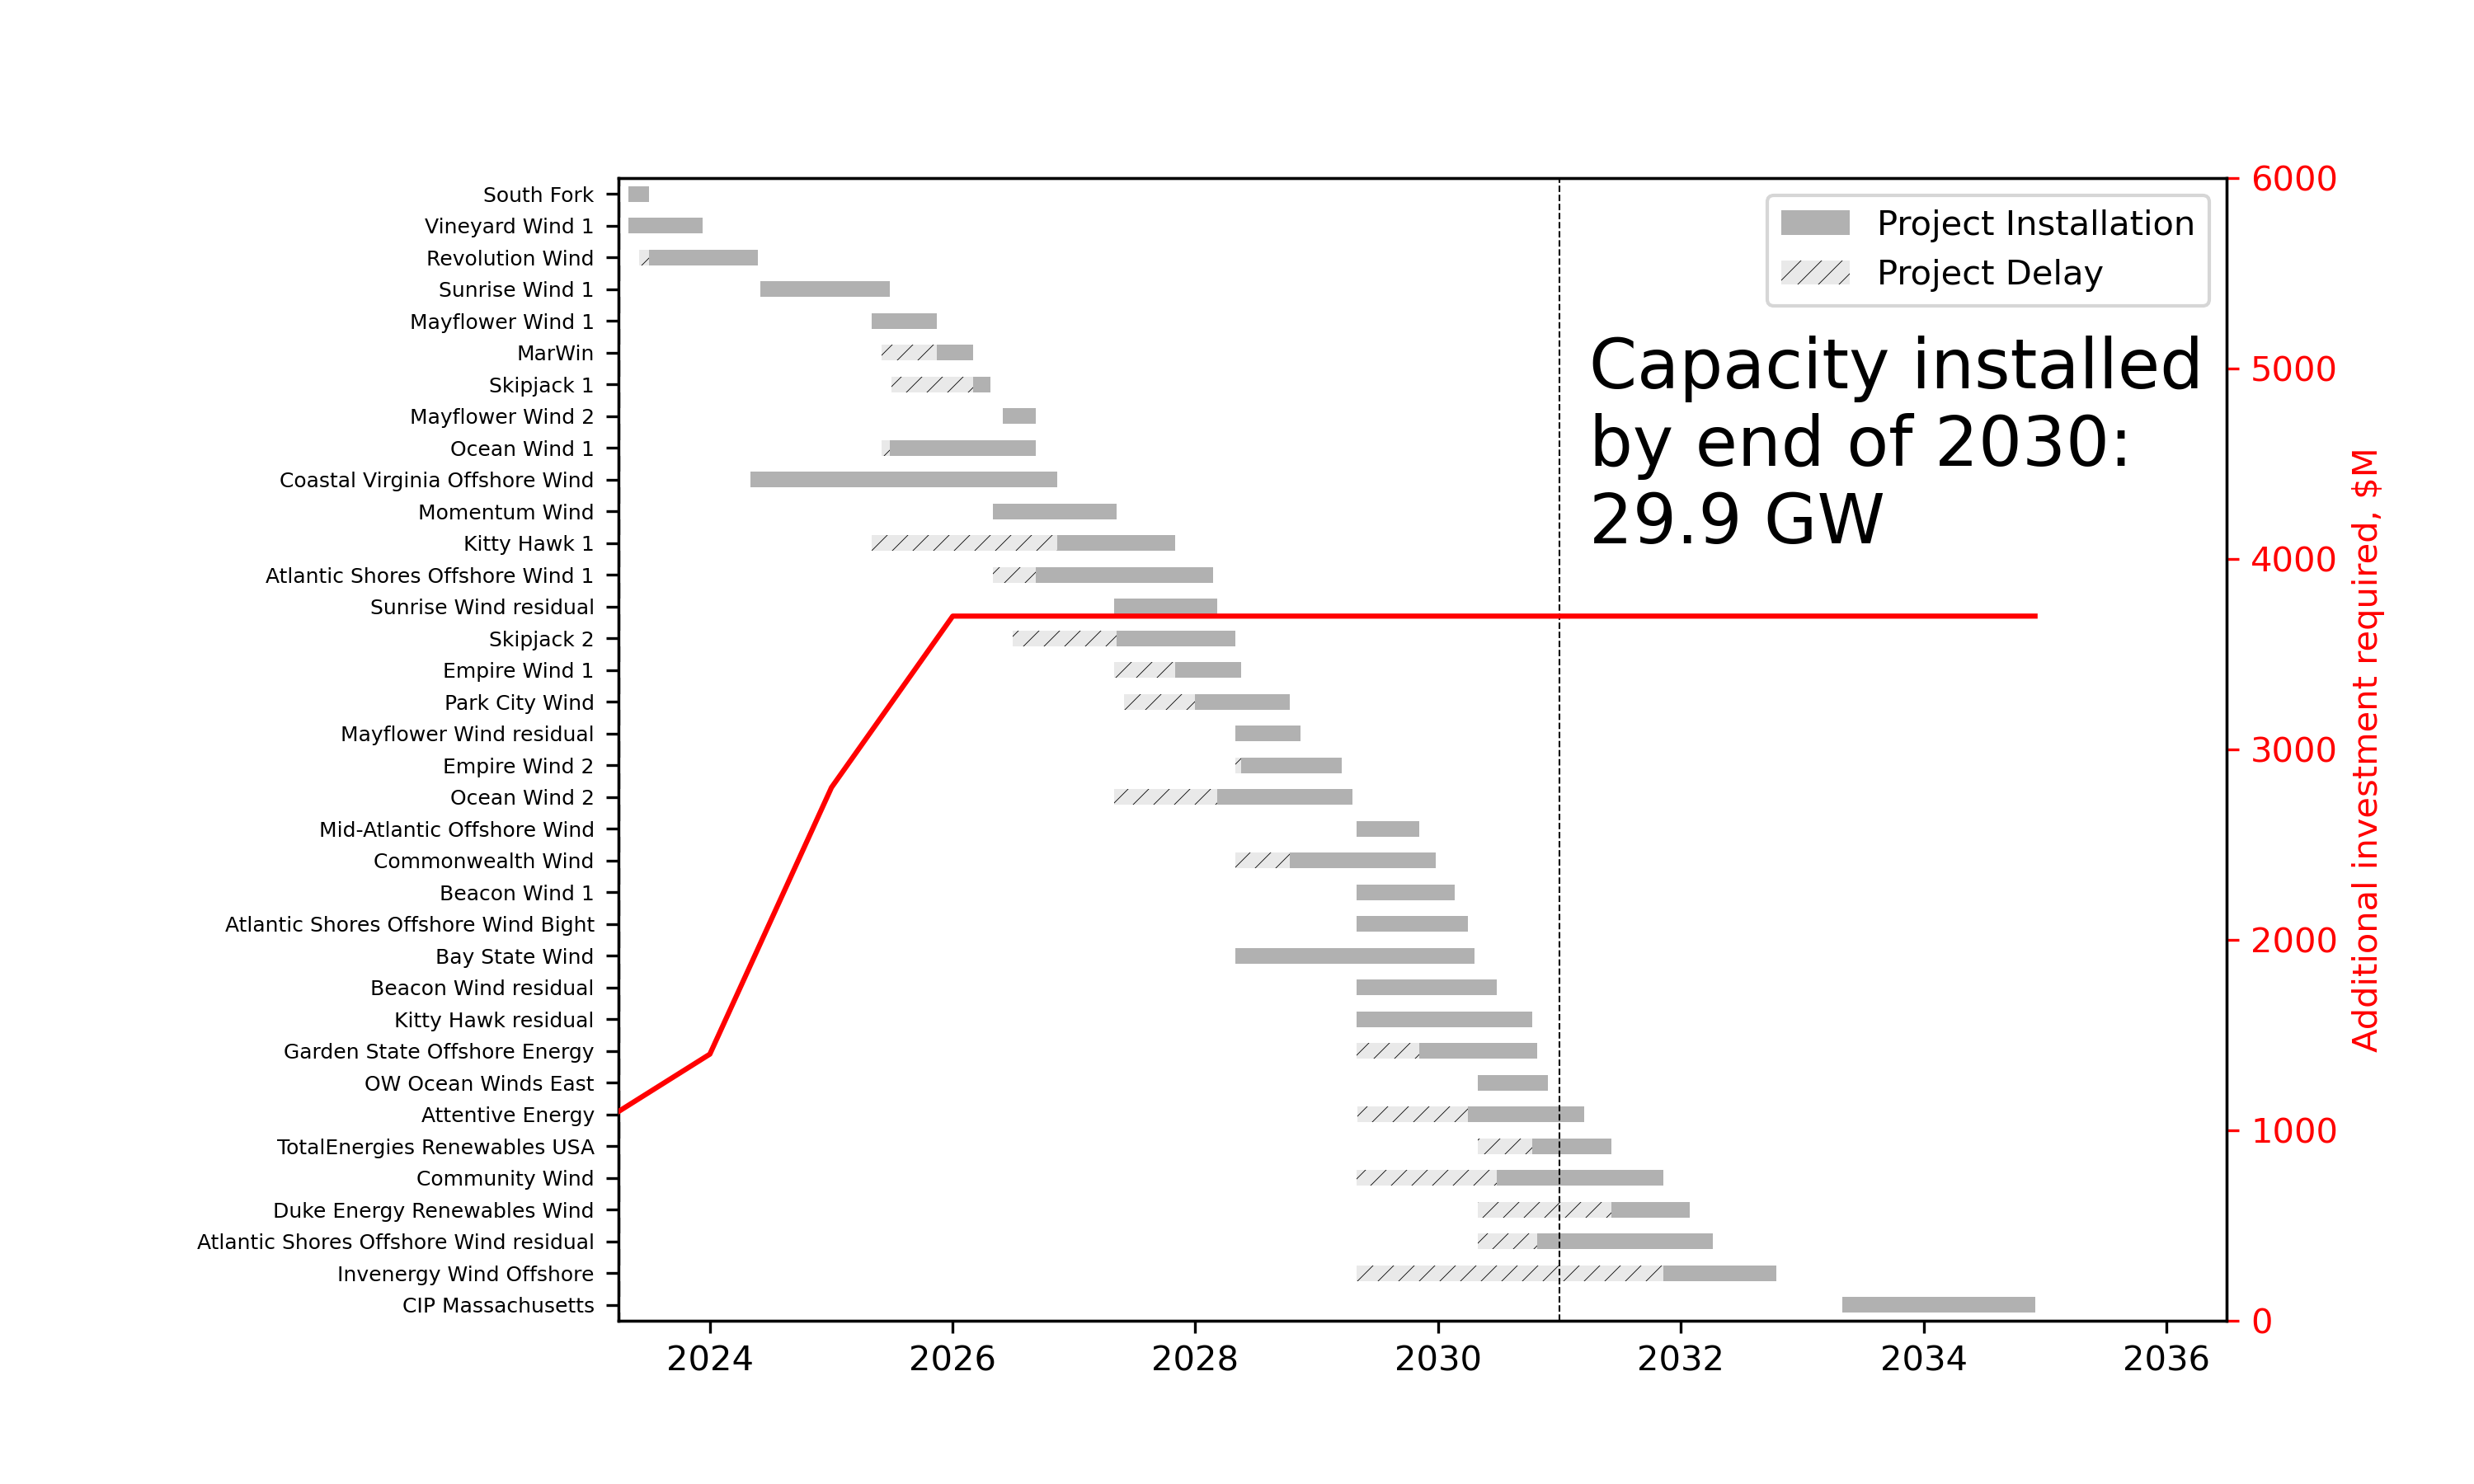 South Fork
Vineyard Wind 1
Revolution Wind
Sunrise Wind 1
Mayflower Wind 1
MarWin
Skipjack 1
Mayflower Wind 2
Ocean Wind 1
Coastal Virginia Offshore Wind
Momentum Wind
Kitty Hawk 1
Atlantic Shores Offshore Wind 1
Sunrise Wind residual
Skipjack 2
Empire Wind 1
Park City Wind
Mayflower Wind residual
Empire Wind 2
Ocean Wind 2
Mid-Atlantic Offshore Wind
Commonwealth Wind
Beacon Wind 1
Atlantic Shores Offshore Wind Bight
Bay State Wind
Beacon Wind residual
Kitty Hawk residual
Garden State Offshore Energy
OW Ocean Winds East
Attentive Energy
TotalEnergies Renewables USA
Community Wind
Duke Energy Renewables Wind
Atlantic Shores Offshore Wind residual
Invenergy Wind Offshore
CIP Massachusetts
2024 2026 2028 2030 2032 2034 2036
Project Installation
Project Delay
Capacity installed
by end of 2030:
29.9 GW
6000
5000
4000
3000
2000
1000
0
Additional investment required, $M